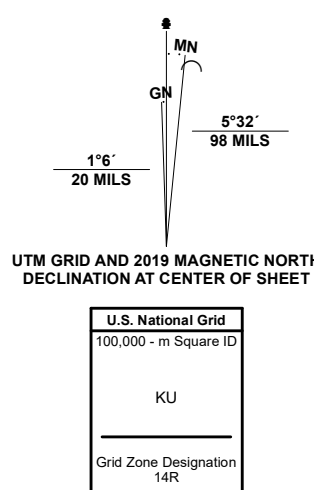 MN
GN
5°32´
98 MILS
1°6´
20 MILS
UTM GRID AND 2019 MAGNETIC NORTH
DECLINATION AT CENTER OF SHEET
U.S. National Grid
100,000 - m Square ID
KU
Grid Zone Designation
14R